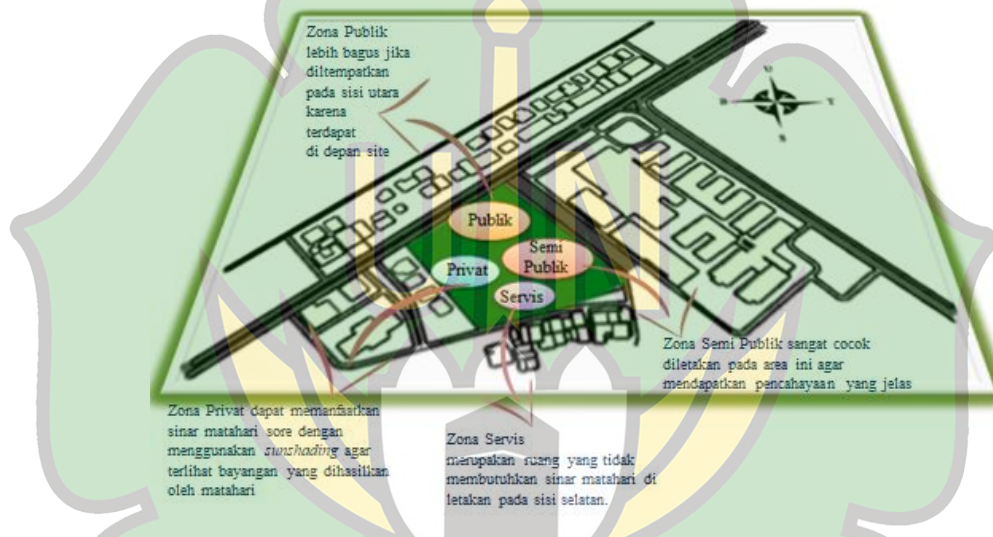 Zona Publik
lebih bagus jika
diltempatkan
pada sisi utara
karena
terdapat
di depan site
U
B
T
S
Publik
Semi
Publik
Privat
Servis
Zona Semi Publik sangat cocok
diletakan pada area ini agar
mendapatkan pencahayaan yang jelas
Zona Privat dapat memanfaatkan
sinar matahari sore dengan
menggunakan sunshading agar
terlihat bayangan yang dihasilkan
oleh matahari
Zona Servis
merupakan ruang yang tidak
membutuhkan sinar matahari di
letakan pada sisi selatan.
UIN